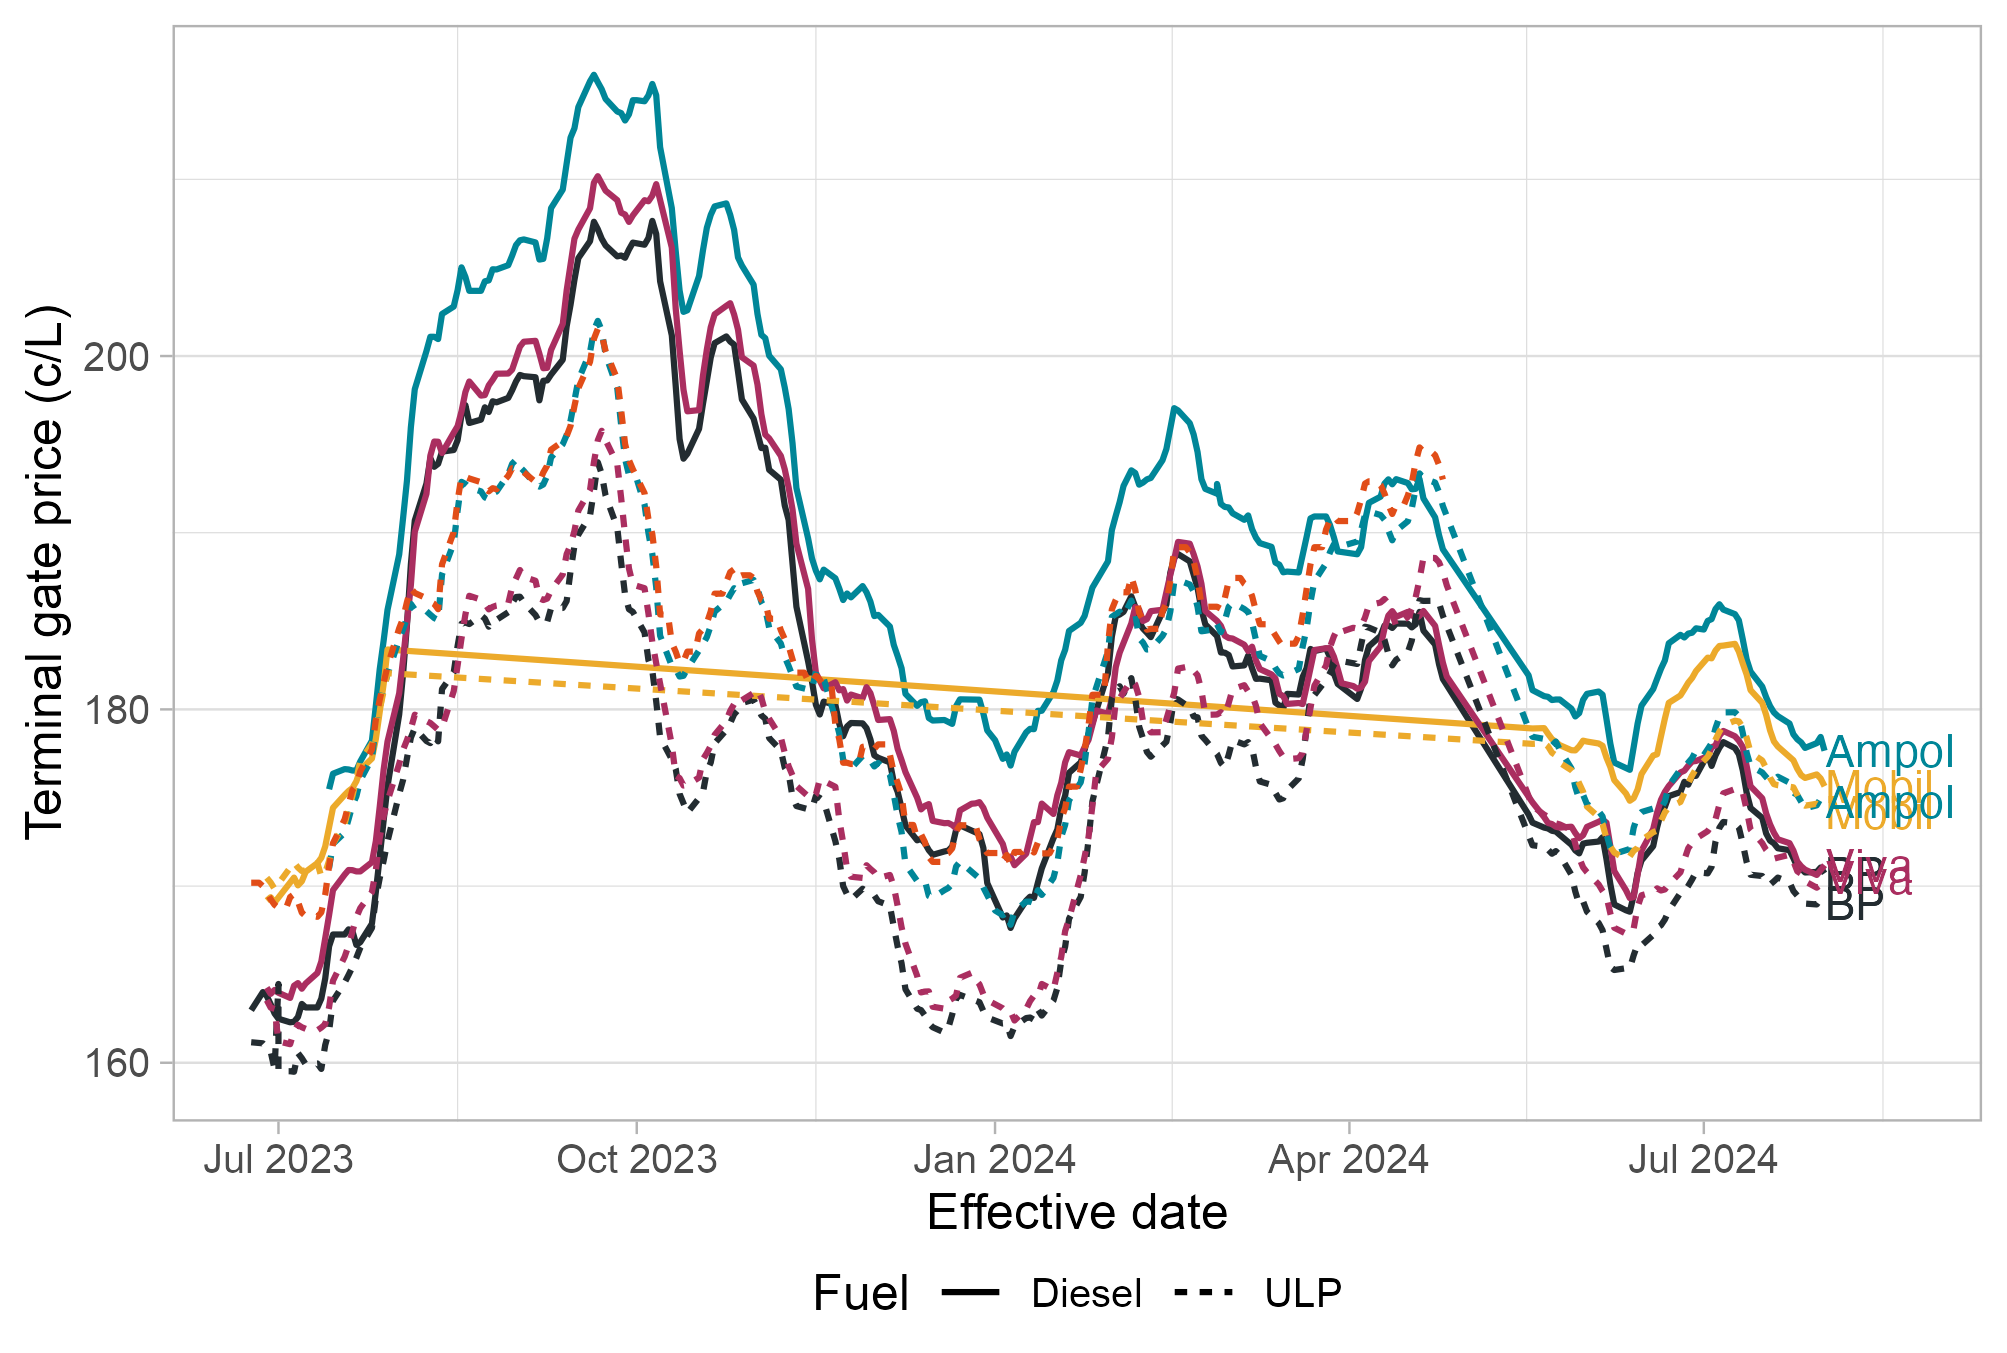 Terminal gate price (c/L)
200
180
160
Ampol
Mobil
Ampol
Mobil
Viva
BP
Viva
BP
Jul 2023
Oct 2023
Jan 2024
Apr 2024
Jul 2024
Effective date
Fuel
Diesel
ULP